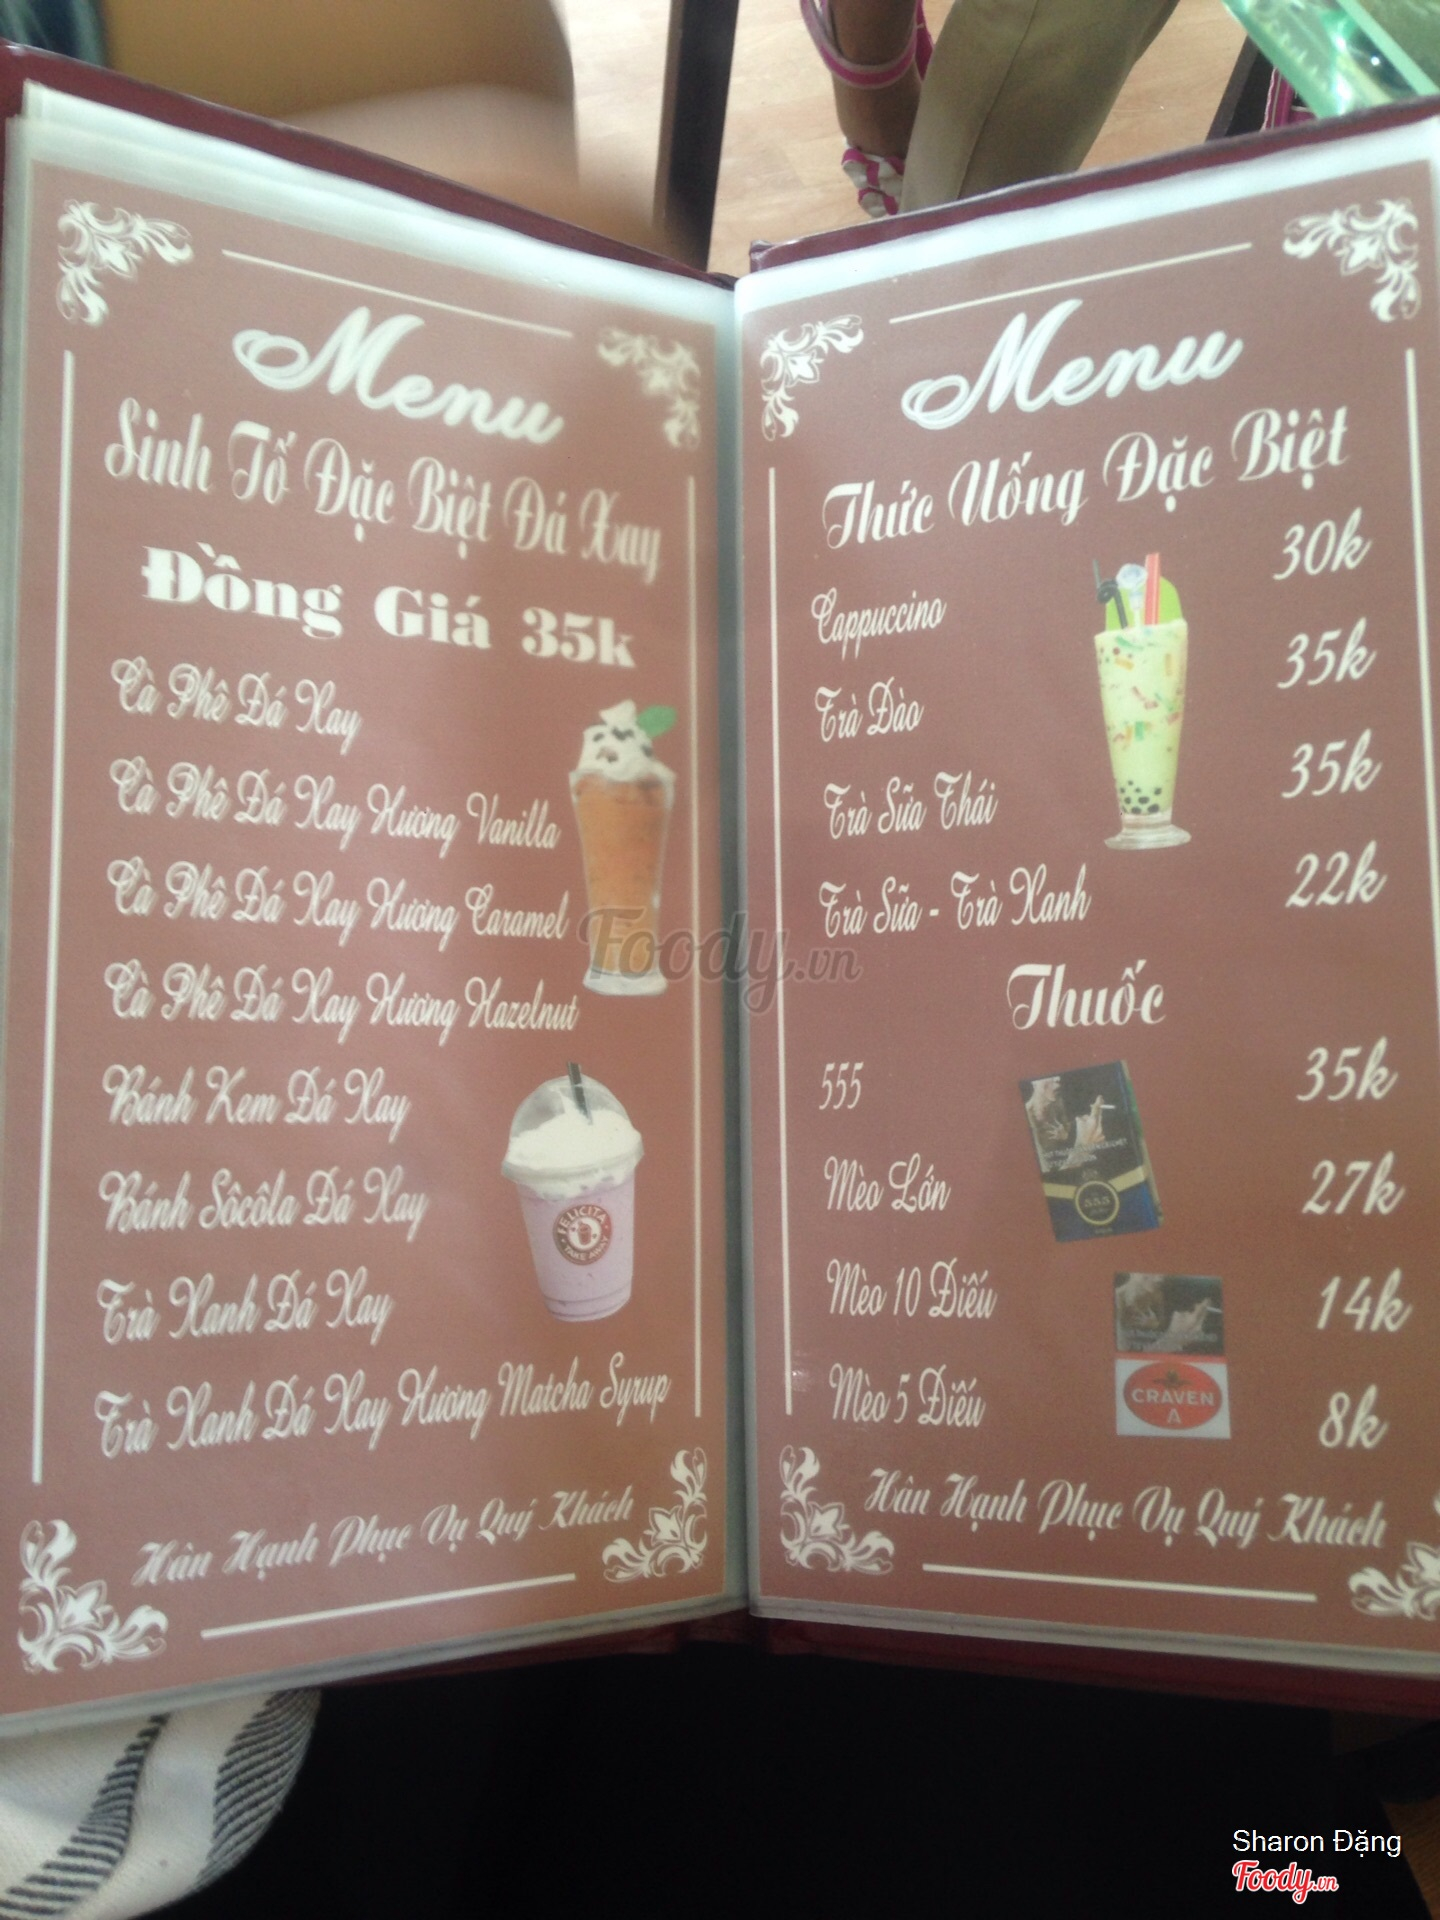 Menu
Sinh Tố Đặc Biệt Đá Xay
Đồng Giá 35k
Cà Phê Đá Xay
Cà Phê Đá Xay Hương Vanilla
Cà Phê Đá Xay Hương Caramel
Cà Phê Đá Xay Hương Hazelnut
Bánh Kem Đá Xay
Bánh Sôcôla Đá Xay
FELICITA
TAKE AWAY
Trà Xanh Đá Xay
Trà Xanh Đá Xay Hương Matcha Syrup
Hân Hạnh Phục Vụ Quý Khách
Menu
Thức Uống Đặc Biệt
Cappuccino 30k
Trà Đào 35k
Trà Sữa Thái 35k
Trà Sữa - Trà Xanh 22k
Thuốc
555 35k
555
Mèo Lớn 27k
Mèo 10 Điếu 14k
Mèo 5 Điếu 8k
CRAVEN
A
Hân Hạnh Phục Vụ Quý Khách
Foody.vn
Sharon Đặng
Foody.vn